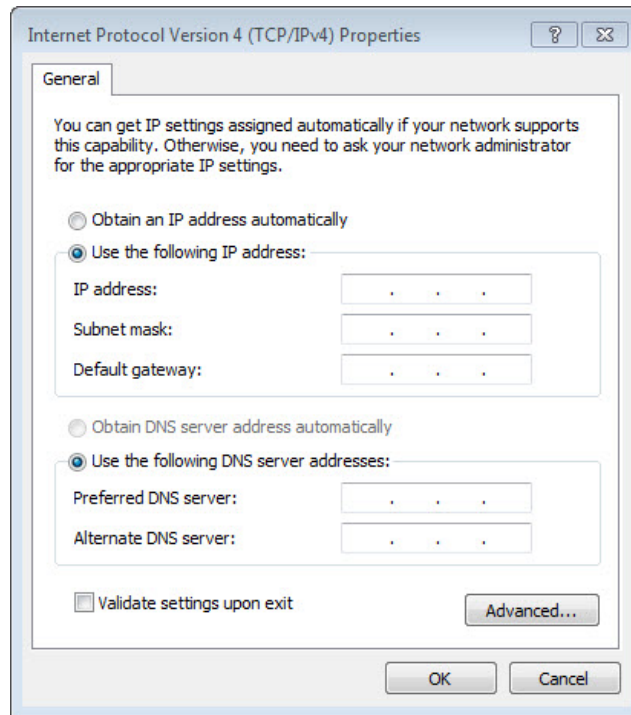 Internet Protocol Version 4 (TCP/IPv4) Properties
?
General
You can get IP settings assigned automatically if your network supports
this capability. Otherwise, you need to ask your network administrator
for the appropriate IP settings.
Obtain an IP address automatically
Use the following IP address:
IP address: . . .
Subnet mask: . . .
Default gateway: . . .
Obtain DNS server address automatically
Use the following DNS server addresses:
Preferred DNS server: . . .
Alternate DNS server: . . .
Validate settings upon exit
Advanced...
OK Cancel